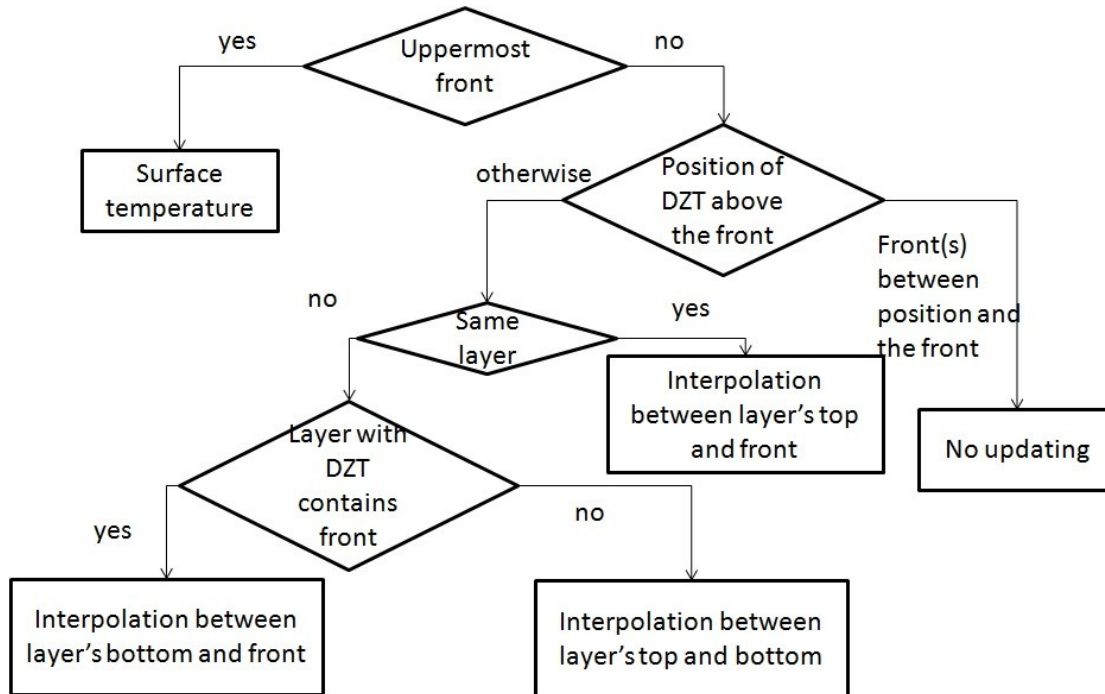 yes
Uppermost
front
no
Surface
temperature
otherwise
Position of
DZT above
the front
Front(s)
between
position and
the front
no
Same
layer
yes
Interpolation
between layer's top
and front
No updating
Layer with
DZT
contains
front
yes
no
Interpolation between
layer's bottom and front
Interpolation between
layer's top and bottom